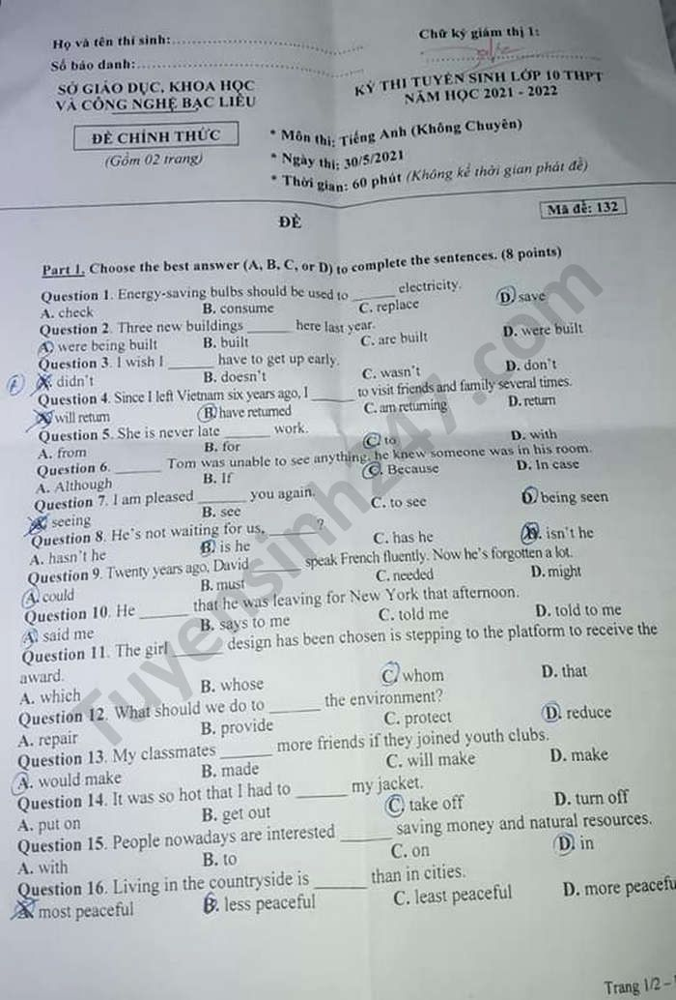 Họ và tên thí sinh:
Chữ ký giám thị 1:
Số báo danh:
SỞ GIÁO DỤC, KHOA HỌC
VÀ CÔNG NGHỆ BẠC LIÊU
KỲ THI TUYỂN SINH LỚP 10 THPT
NĂM HỌC 2021 - 2022
ĐỀ CHÍNH THỨC
(Gồm 02 trang)
* Môn thi: Tiếng Anh (Không Chuyên)
* Ngày thi: 30/5/2021
* Thời gian: 60 phút (Không kể thời gian phát đề)
Mã đề: 132
ĐỀ
Part 1. Choose the best answer (A, B, C, or D) to complete the sentences. (8 points)
Question 1. Energy-saving bulbs should be used to ______ electricity.
A. check B. consume C. replace D. save
Question 2. Three new buildings ______ here last year.
A. were being built B. built C. are built D. were built
Question 3. I wish I ______ have to get up early.
A. didn't B. doesn't C. wasn't D. don't
Question 4. Since I left Vietnam six years ago, I ______ to visit friends and family several times.
A. will return B. have returned C. am returning D. return
Question 5. She is never late ______ work.
A. from B. for C. to D. with
Question 6. ______ Tom was unable to see anything, he knew someone was in his room.
A. Although B. If C. Because D. In case
Question 7. I am pleased ______ you again.
A. seeing B. see C. to see D. being seen
Question 8. He's not waiting for us, ______?
A. hasn't he B. is he C. has he D. isn't he
Question 9. Twenty years ago, David ______ speak French fluently. Now he's forgotten a lot.
A. could B. must C. needed D. might
Question 10. He ______ that he was leaving for New York that afternoon.
A. said me B. says to me C. told me D. told to me
Question 11. The girl ______ design has been chosen is stepping to the platform to receive the
award.
A. which B. whose C. whom D. that
Question 12. What should we do to ______ the environment?
A. repair B. provide C. protect D. reduce
Question 13. My classmates ______ more friends if they joined youth clubs.
A. would make B. made C. will make D. make
Question 14. It was so hot that I had to ______ my jacket.
A. put on B. get out C. take off D. turn off
Question 15. People nowadays are interested ______ saving money and natural resources.
A. with B. to C. on D. in
Question 16. Living in the countryside is ______ than in cities.
A. most peaceful B. less peaceful C. least peaceful D. more peacefu
Trang 1/2 -
Tuyensinh247.com